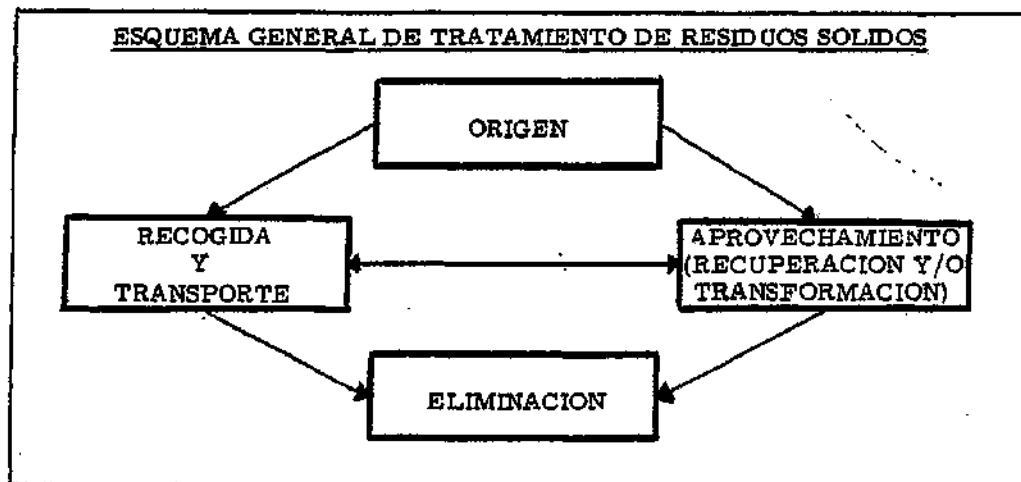 ESQUEMA GENERAL DE TRATAMIENTO DE RESIDUOS SOLIDOS
ORIGEN
RECOGIDA
Y
TRANSPORTE
APROVECHAMIENTO
(RECUPERACION Y/O
TRANSFORMACION)
ELIMINACION